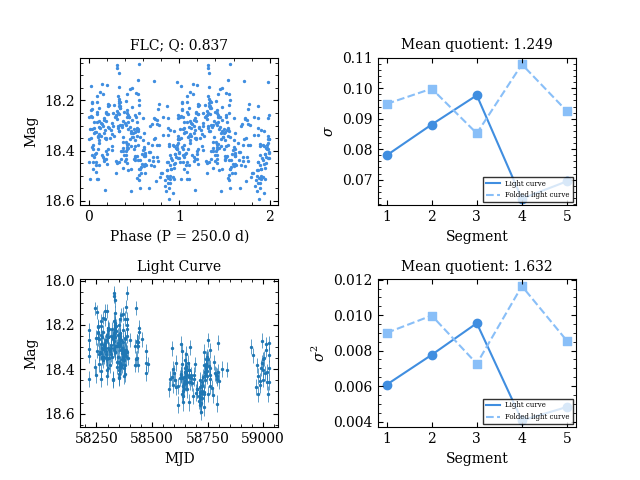 FLC; Q: 0.837
Mag
18.2
18.4
18.6
0 1 2
Phase (P = 250.0 d)
Mean quotient: 1.249
σ
0.11
0.10
0.09
0.08
0.07
Light curve
Folded light curve
1 2 3 4 5
Segment
Light Curve
Mag
18.0
18.2
18.4
18.6
58250 58500 58750 59000
MJD
Mean quotient: 1.632
σ²
0.012
0.010
0.008
0.006
0.004
Light curve
Folded light curve
1 2 3 4 5
Segment